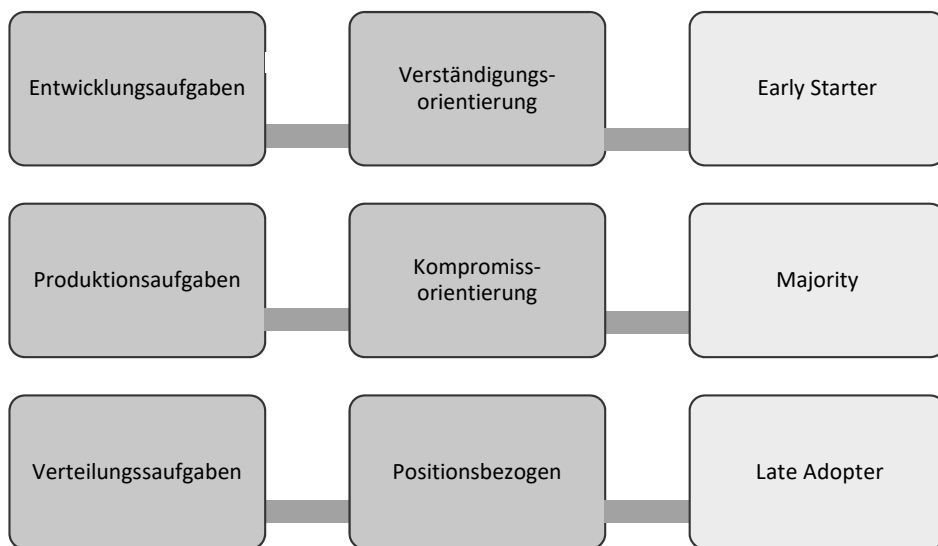 Entwicklungsaufgaben
Verständigungs-
orientierung
Early Starter
Produktionsaufgaben
Kompromiss-
orientierung
Majority
Verteilungssaufgaben
Positionsbezogen
Late Adopter